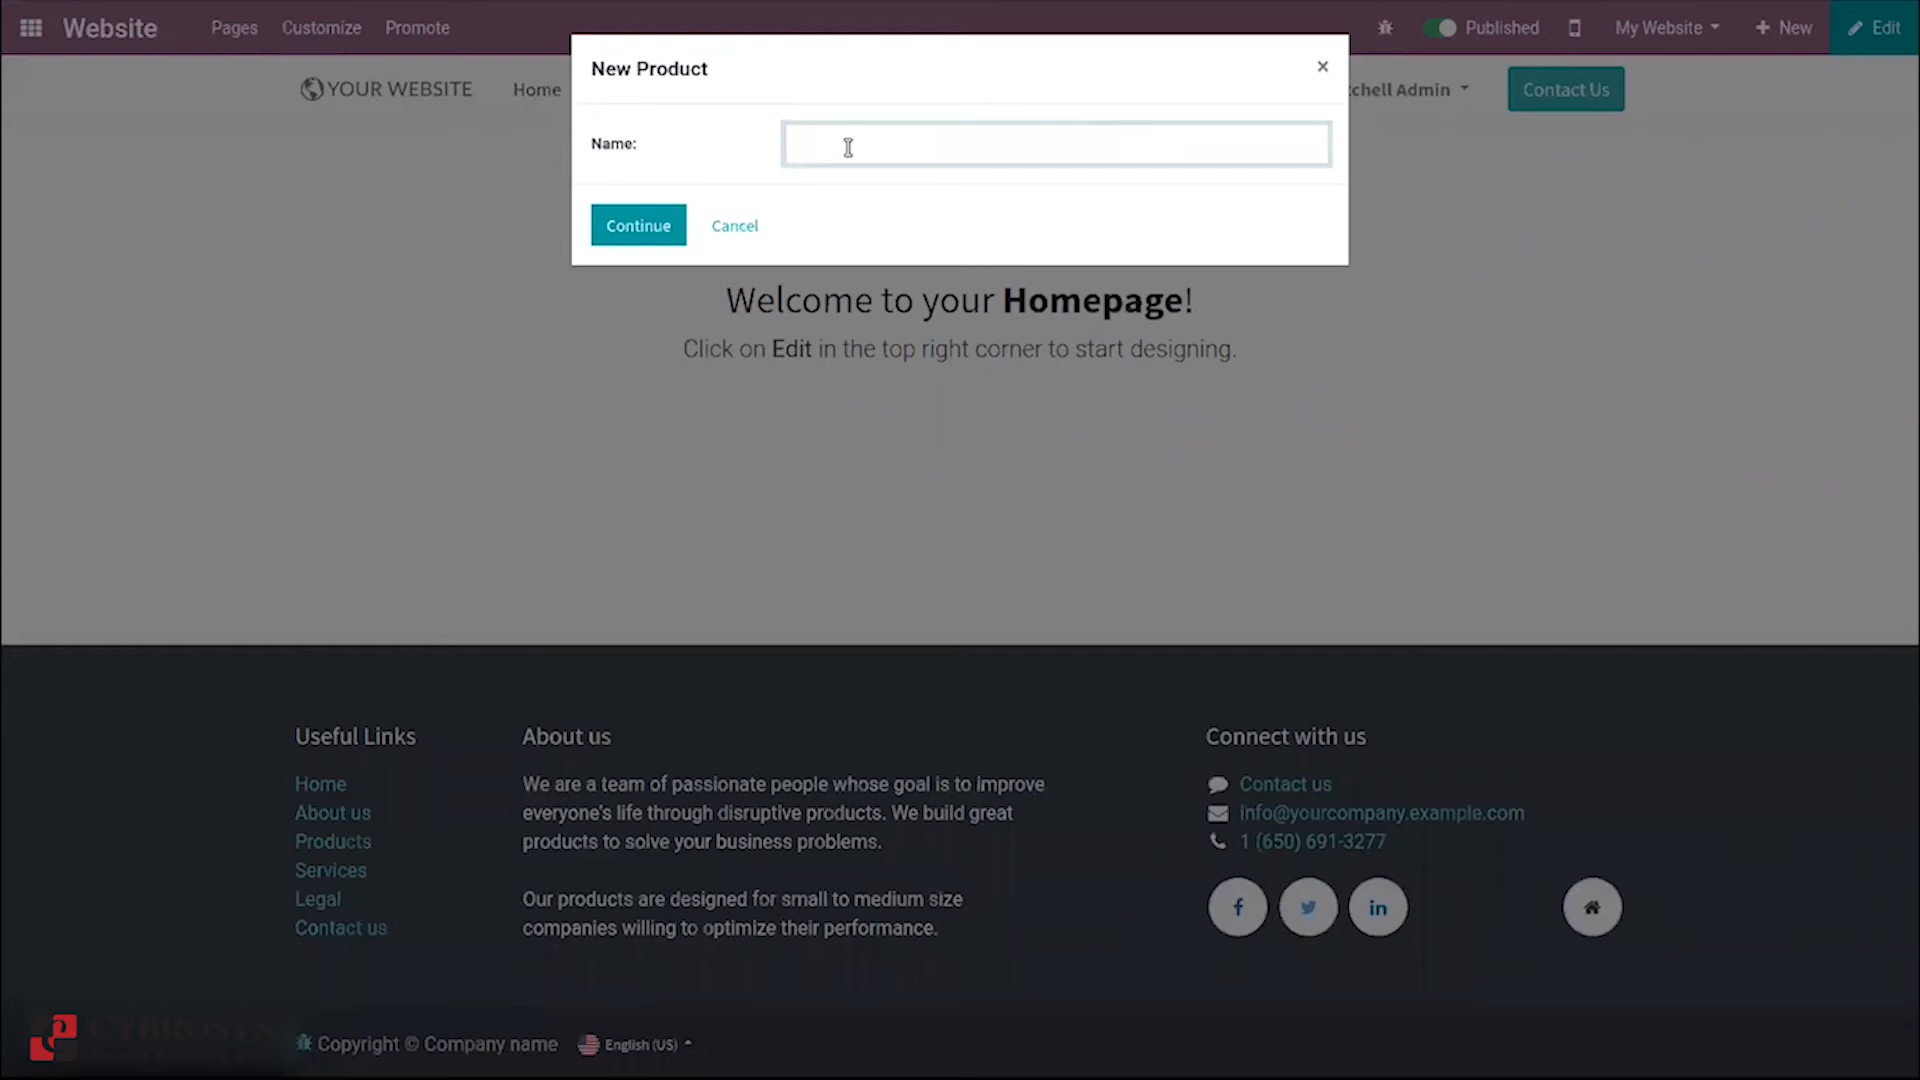 Website
Pages
Customize
Promote
Published
My Website
New
Edit
YOUR WEBSITE
Home
chell Admin
Contact Us
New Product
×
Name:
Continue
Cancel
Welcome to your Homepage!
Click on Edit in the top right corner to start designing.
Useful Links
Home
About us
Products
Services
Legal
Contact us
About us
We are a team of passionate people whose goal is to improve
everyone's life through disruptive products. We build great
products to solve your business problems.
Our products are designed for small to medium size
companies willing to optimize their performance.
Connect with us
Contact us
info@yourcompany.example.com
1 (650) 691-3277
CYBROSYS
Copyright © Company name
English (US)